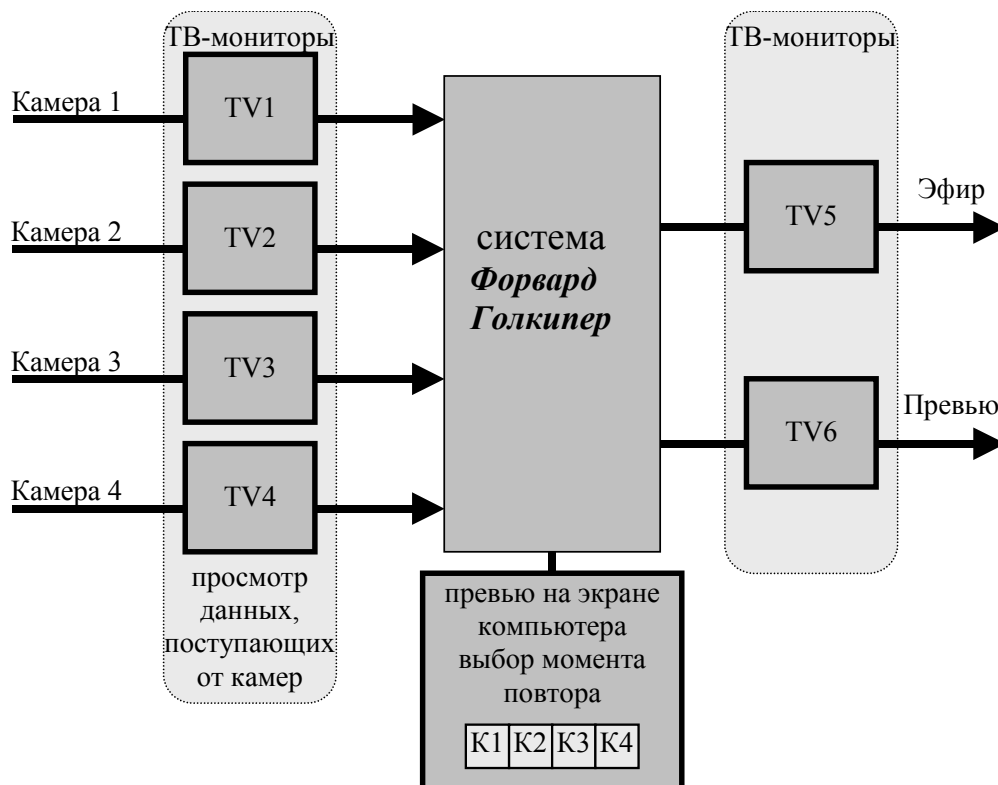 ТВ-мониторы
Камера 1
TV1
Камера 2
TV2
Камера 3
TV3
Камера 4
TV4
просмотр
данных,
поступающих
от камер
система
Форвард
Голкипер
превью на экране
компьютера
выбор момента
повтора
К1 К2 К3 К4
ТВ-мониторы
TV5
Эфир
TV6
Превью